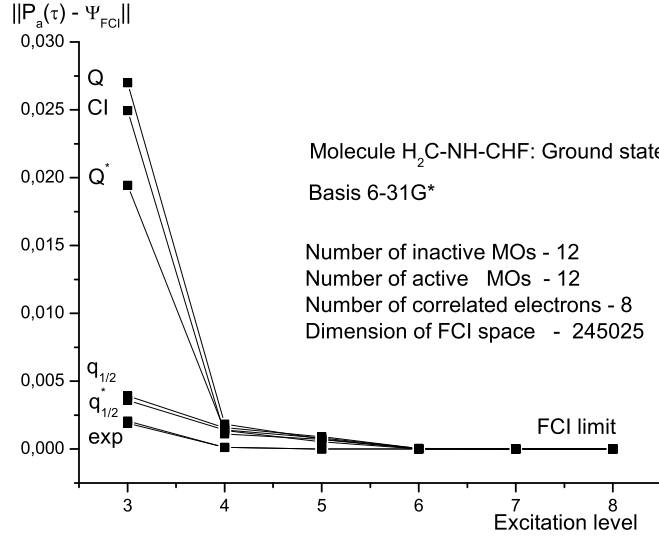 ||P_a(τ) - Ψ_FCI||
0,030
0,025
0,020
0,015
0,010
0,005
0,000
Q
CI
Q*
q_1/2
q*_1/2
exp
Molecule H₂C-NH-CHF: Ground state
Basis 6-31G*
Number of inactive MOs - 12
Number of active MOs - 12
Number of correlated electrons - 8
Dimension of FCI space - 245025
FCI limit
3 4 5 6 7 8
Excitation level